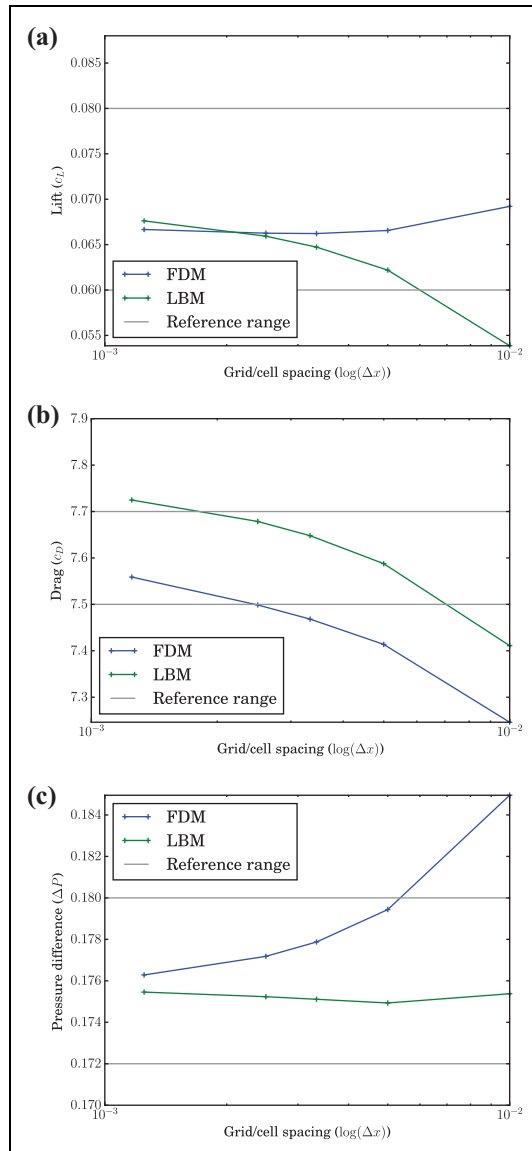 (a)
0.085
0.080
0.075
0.070
0.065
0.060
0.055
Lift (c_L)
FDM
LBM
Reference range
10^-3
10^-2
Grid/cell spacing (log(Δx))
(b)
7.9
7.8
7.7
7.6
7.5
7.4
7.3
Drag (c_D)
FDM
LBM
Reference range
10^-3
10^-2
Grid/cell spacing (log(Δx))
(c)
0.184
0.182
0.180
0.178
0.176
0.174
0.172
0.170
Pressure difference (ΔP)
FDM
LBM
Reference range
10^-3
10^-2
Grid/cell spacing (log(Δx))